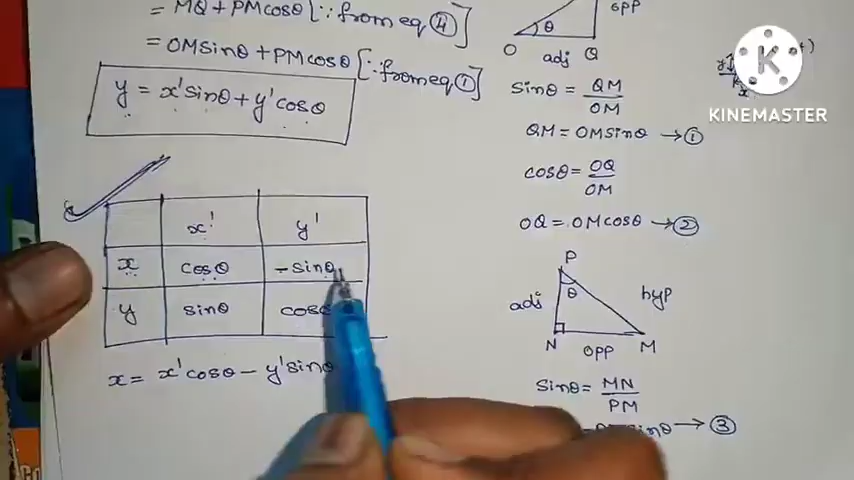 = MQ + PMcosθ [∵ from eq ④]
= OMsinθ + PMcosθ [∵ from eq ①]
y = x'sinθ + y'cosθ
x' y'
x cosθ -sinθ
y sinθ cosθ
x = x'cosθ - y'sinθ
opp
θ
O adj Q
sinθ = QM/OM
QM = OMsinθ → ①
cosθ = OQ/OM
OQ = OMcosθ → ②
P
adj θ hyp
N opp M
sinθ = MN/PM
sinθ → ③
KINEMASTER